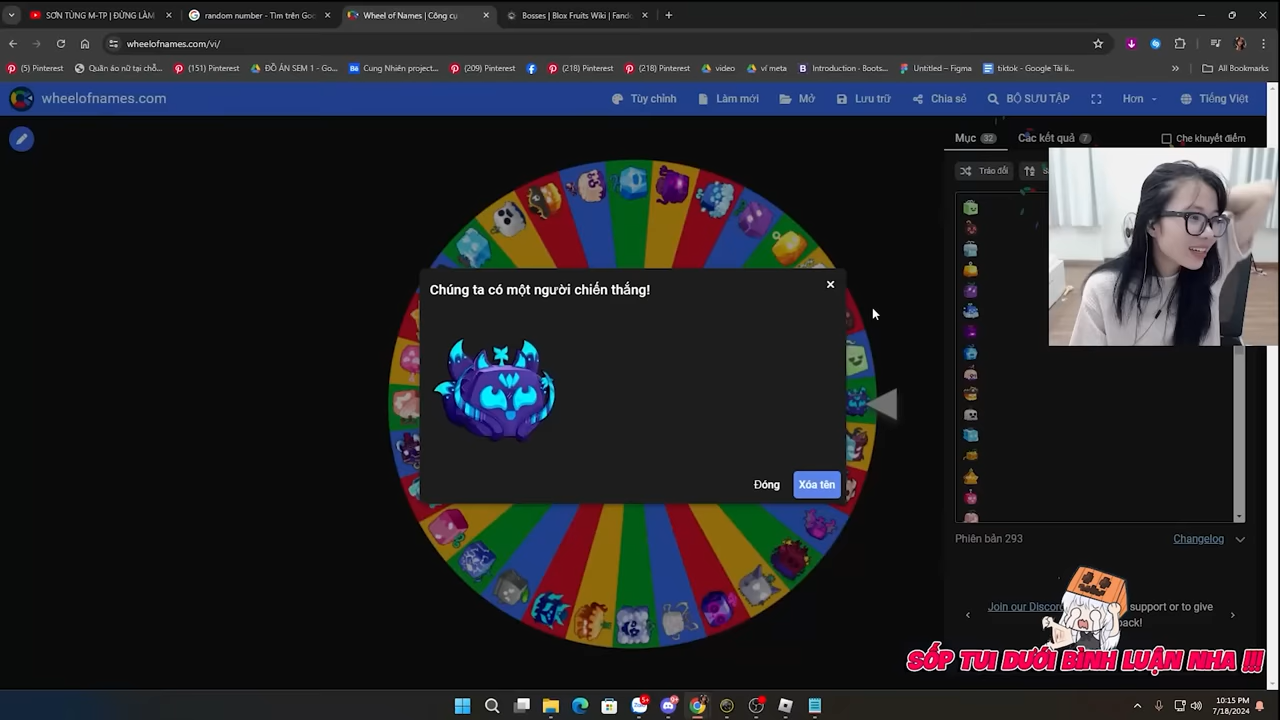 SƠN TÙNG M-TP | ĐỪNG LÀM
random number - Tìm trên Goo
Wheel of Names | Công cụ
Bosses | Blox Fruits Wiki | Fando
wheelofnames.com/vi/
(5) Pinterest
Quần áo nữ tại chỗ...
(151) Pinterest
ĐỒ ÁN SEM 1 - Go...
Cung Nhiên project...
(209) Pinterest
(218) Pinterest
(218) Pinterest
video
ví meta
Introduction - Boots...
Untitled – Figma
tiktok - Google Tài li...
All Bookmarks
wheelofnames.com
Tùy chỉnh
Làm mới
Mở
Lưu trữ
Chia sẻ
BỘ SƯU TẬP
Hơn
Tiếng Việt
Mục 32
Các kết quả 7
Che khuyết điểm
Tráo đổi
Chúng ta có một người chiến thắng!
Đóng
Xóa tên
Phiên bản 293
Changelog
Join our Discord support or to give
back!
SỐP TUI DƯỚI BÌNH LUẬN NHA !!!
10:15 PM
7/18/2024